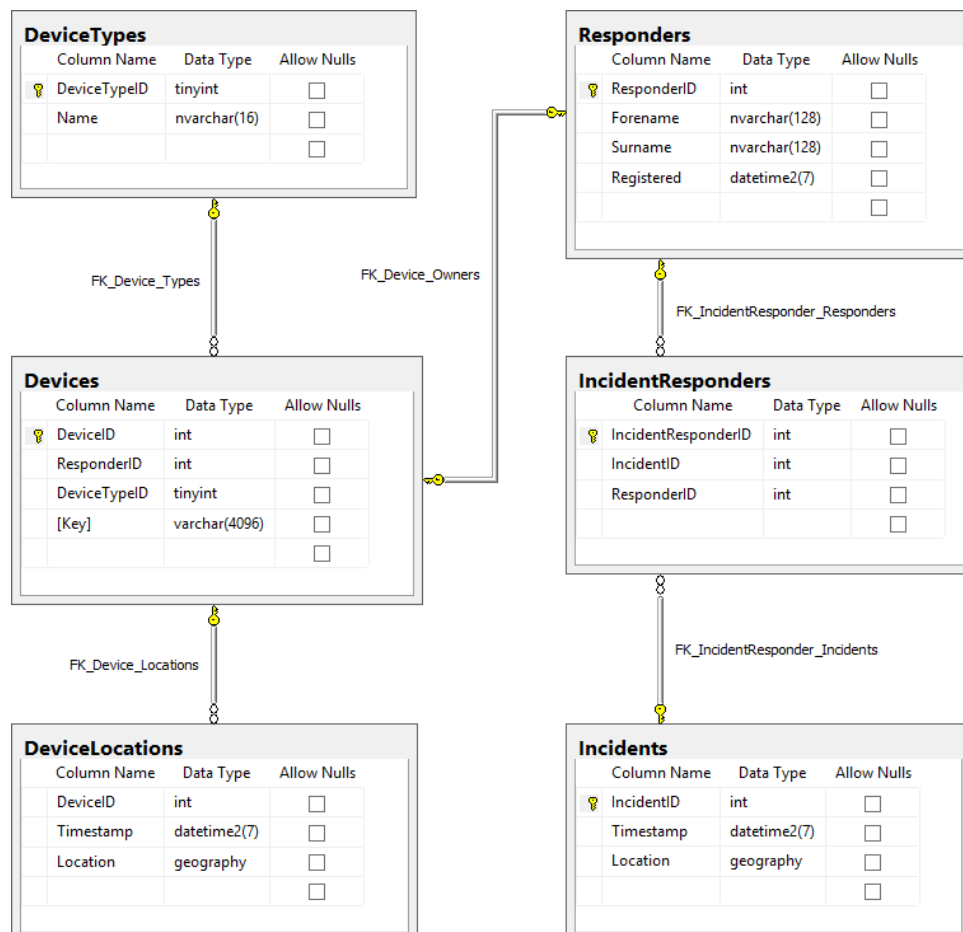 DeviceTypes
Column Name Data Type Allow Nulls
DeviceTypeID tinyint
Name nvarchar(16)
Responders
Column Name Data Type Allow Nulls
ResponderID int
Forename nvarchar(128)
Surname nvarchar(128)
Registered datetime2(7)
FK_Device_Types
FK_Device_Owners
FK_IncidentResponder_Responders
Devices
Column Name Data Type Allow Nulls
DeviceID int
ResponderID int
DeviceTypeID tinyint
[Key] varchar(4096)
IncidentResponders
Column Name Data Type Allow Nulls
IncidentResponderID int
IncidentID int
ResponderID int
FK_Device_Locations
FK_IncidentResponder_Incidents
DeviceLocations
Column Name Data Type Allow Nulls
DeviceID int
Timestamp datetime2(7)
Location geography
Incidents
Column Name Data Type Allow Nulls
IncidentID int
Timestamp datetime2(7)
Location geography